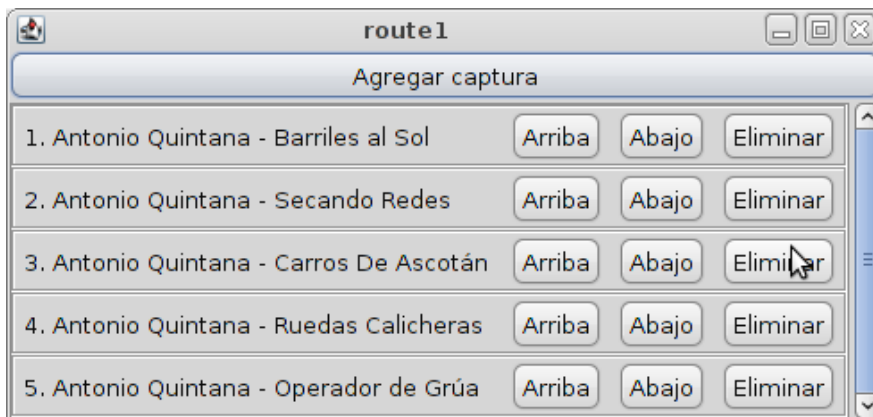 route1
Agregar captura
1. Antonio Quintana - Barriles al Sol Arriba Abajo Eliminar
2. Antonio Quintana - Secando Redes Arriba Abajo Eliminar
3. Antonio Quintana - Carros De Ascotán Arriba Abajo Eliminar
4. Antonio Quintana - Ruedas Calicheras Arriba Abajo Eliminar
5. Antonio Quintana - Operador de Grúa Arriba Abajo Eliminar